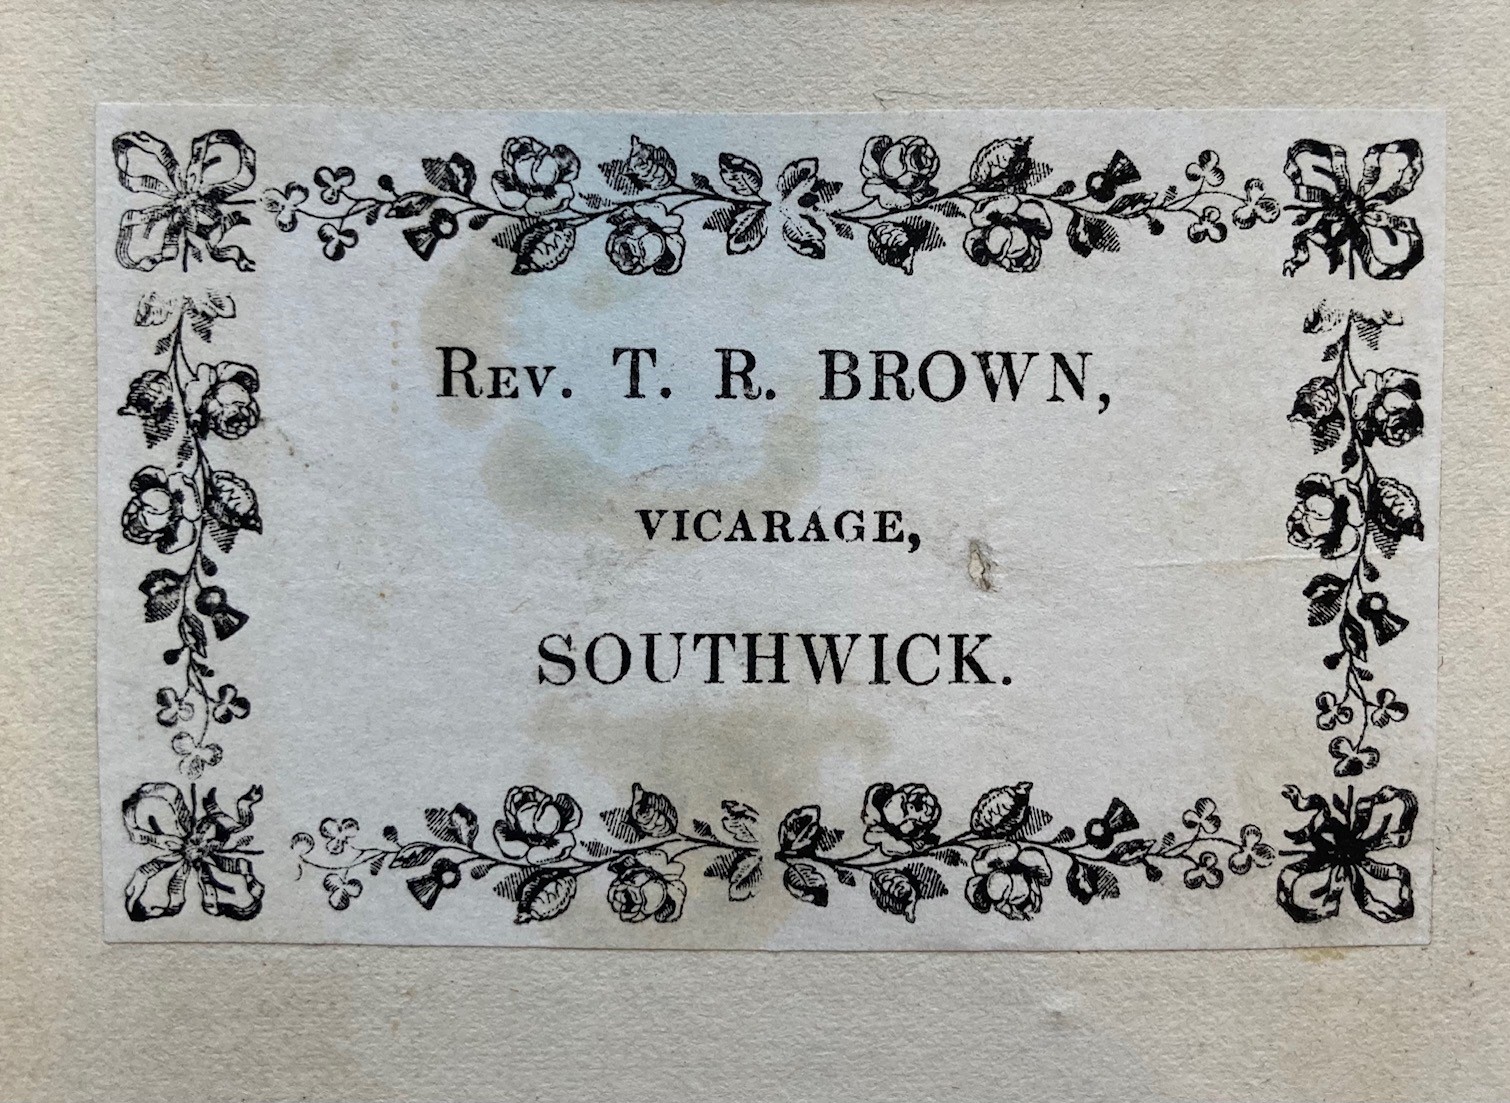 Rev. T. R. BROWN,
VICARAGE,
SOUTHWICK.